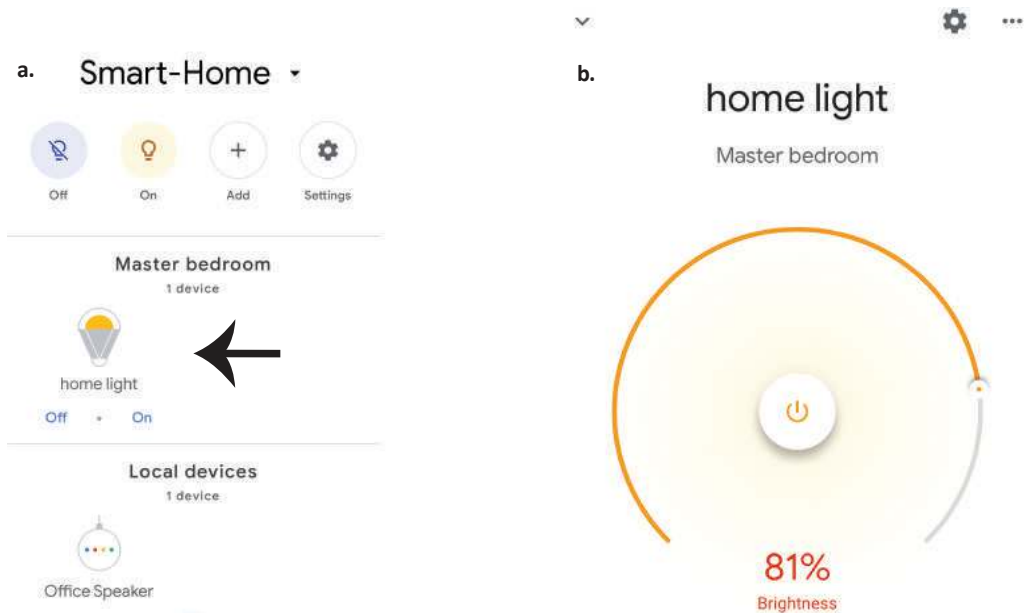 a.
Smart-Home
Off
On
Add
Settings
Master bedroom
1 device
home light
Off • On
Local devices
1 device
Office Speaker
b.
home light
Master bedroom
81%
Brightness